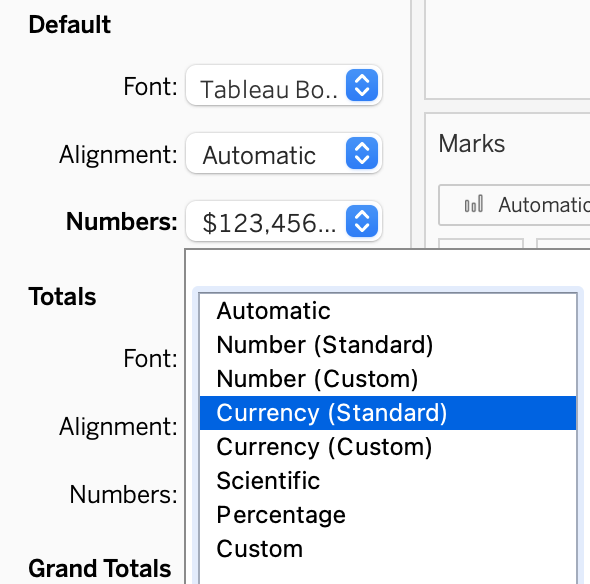 Default
Font: Tableau Bo..
Alignment: Automatic
Marks
Automatic
Numbers: $123,456...
Totals
Font:
Alignment:
Numbers:
Grand Totals
Automatic
Number (Standard)
Number (Custom)
Currency (Standard)
Currency (Custom)
Scientific
Percentage
Custom